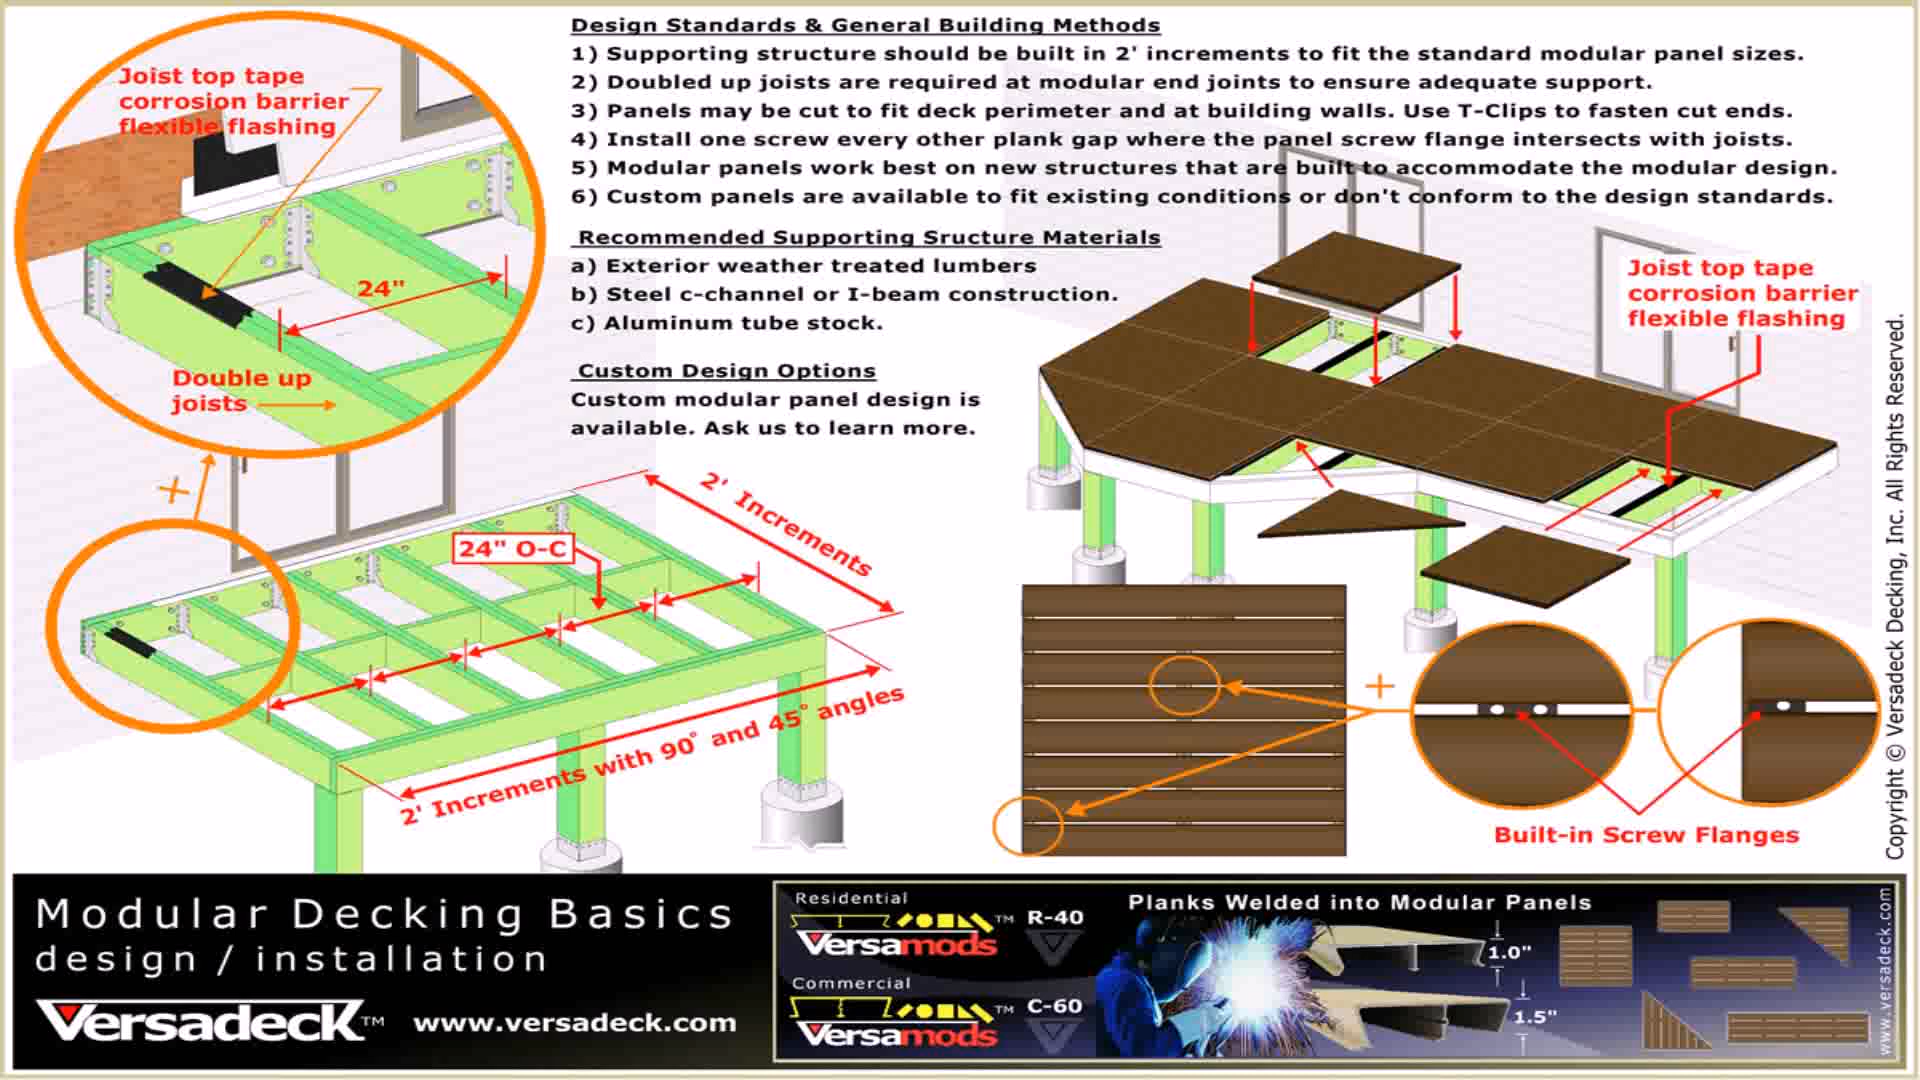 Design Standards & General Building Methods
1) Supporting structure should be built in 2' increments to fit the standard modular panel sizes.
2) Doubled up joists are required at modular end joints to ensure adequate support.
3) Panels may be cut to fit deck perimeter and at building walls. Use T-Clips to fasten cut ends.
4) Install one screw every other plank gap where the panel screw flange intersects with joists.
5) Modular panels work best on new structures that are built to accommodate the modular design.
6) Custom panels are available to fit existing conditions or don't conform to the design standards.
Recommended Supporting Sructure Materials
a) Exterior weather treated lumbers
b) Steel c-channel or I-beam construction.
c) Aluminum tube stock.
Custom Design Options
Custom modular panel design is
available. Ask us to learn more.
Joist top tape
corrosion barrier
flexible flashing
24"
Double up
joists
2' Increments
24" O-C
2' Increments with 90° and 45° angles
Joist top tape
corrosion barrier
flexible flashing
Built-in Screw Flanges
Copyright © Versadeck Decking, Inc. All Rights Reserved.
Modular Decking Basics
design / installation
Versadeck™ www.versadeck.com
Residential
™ R-40
Versamods
Commercial
™ C-60
Versamods
Planks Welded into Modular Panels
1.0"
1.5"
www.versadeck.com